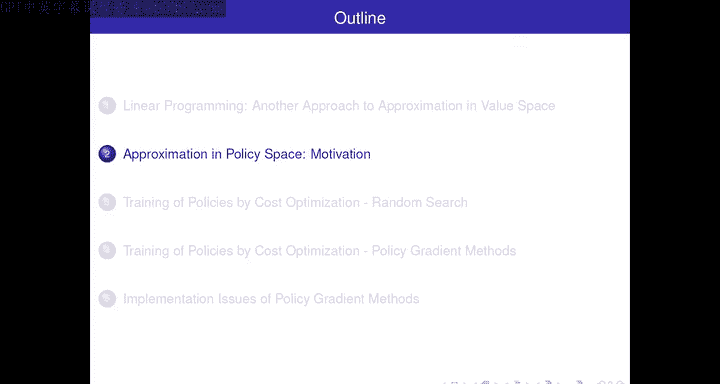 Outline
1 Linear Programming: Another Approach to Approximation in Value Space
2 Approximation in Policy Space: Motivation
3 Training of Policies by Cost Optimization - Random Search
4 Training of Policies by Cost Optimization - Policy Gradient Methods
5 Implementation Issues of Policy Gradient Methods